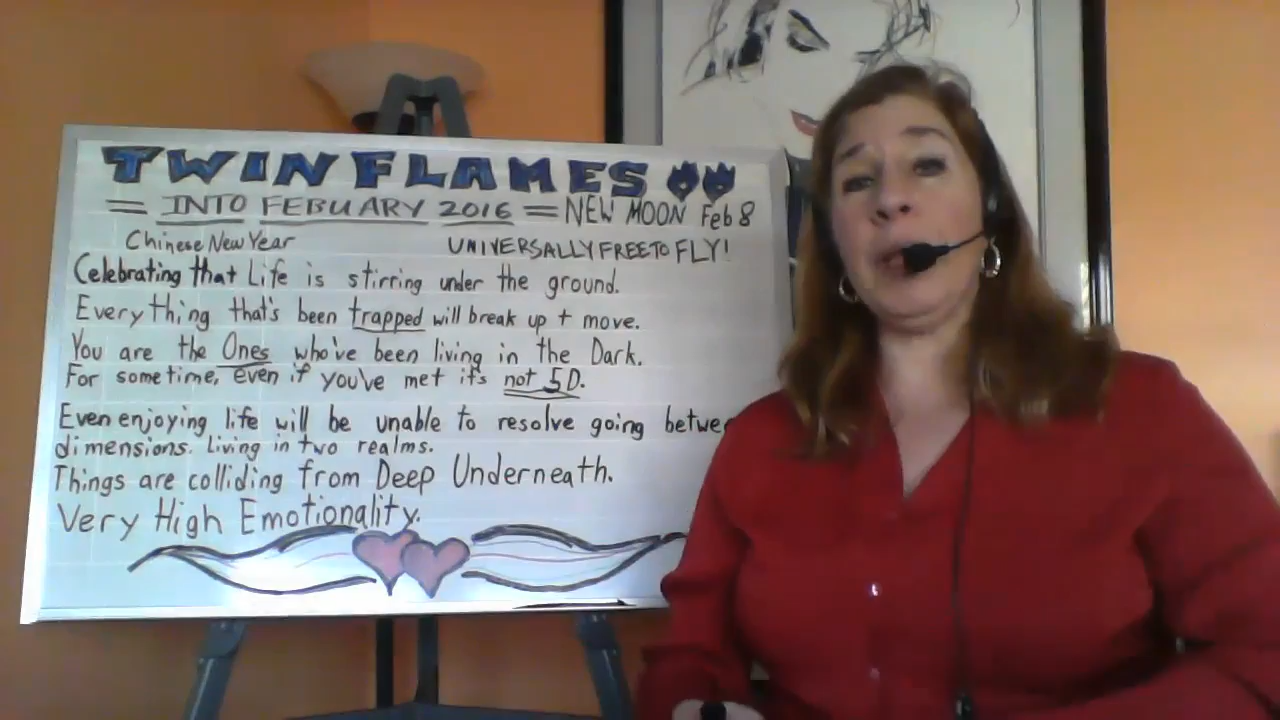 TWIN FLAMES
= INTO FEBUARY 2016 = NEW MOON Feb 8
Chinese New Year UNIVERSALLY FREE TO FLY!
Celebrating that Life is stirring under the ground.
Everything that's been trapped will break up + move.
You are the Ones who've been living in the Dark.
For sometime, even if you've met it's not 5D.
Even enjoying life will be unable to resolve going betwe
dimensions. Living in two realms.
Things are colliding from Deep Underneath.
Very High Emotionality.